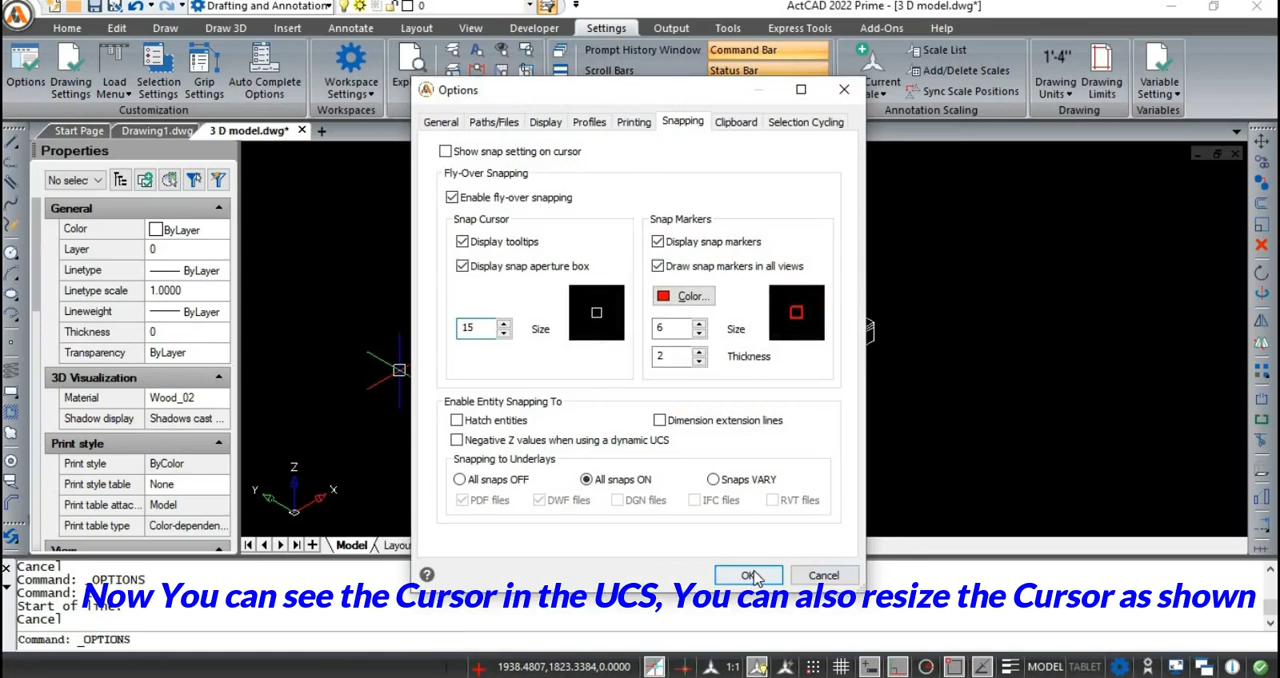 Drafting and Annotation
0
ActCAD 2022 Prime - [3 D model.dwg*]
Home Edit Draw Draw 3D Insert Annotate Layout View Developer Settings Output Tools Express Tools Add-Ons Help
Options
Drawing Settings
Load Menu
Selection Settings
Grip Settings
Auto Complete Options
Customization
Workspace Settings
Workspaces
Prompt History Window
Command Bar
Scroll Bars
Status Bar
Current Scale
Scale List
Add/Delete Scales
Sync Scale Positions
Annotation Scaling
1'-4"
Drawing Units
Drawing Limits
Drawing
Variable Setting
Variables
Start Page Drawing1.dwg 3 D model.dwg*
Properties
No selec
General
Color ByLayer
Layer 0
Linetype ByLayer
Linetype scale 1.0000
Lineweight ByLayer
Thickness 0
Transparency ByLayer
3D Visualization
Material Wood_02
Shadow display Shadows cast ...
Print style
Print style ByColor
Print style table None
Print table attac... Model
Print table type Color-dependen...
View
Z
Y X
Model Layou
Options
General Paths/Files Display Profiles Printing Snapping Clipboard Selection Cycling
Show snap setting on cursor
Fly-Over Snapping
Enable fly-over snapping
Snap Cursor
Display tooltips
Display snap aperture box
15 Size
Snap Markers
Display snap markers
Draw snap markers in all views
Color...
6 Size
2 Thickness
Enable Entity Snapping To
Hatch entities Dimension extension lines
Negative Z values when using a dynamic UCS
Snapping to Underlays
All snaps OFF All snaps ON Snaps VARY
PDF files DWF files DGN files IFC files RVT files
OK Cancel
Cancel
Command: _OPTIONS
Command:
Start of line:
Cancel
Now You can see the Cursor in the UCS, You can also resize the Cursor as shown
Command: _OPTIONS
1938.4807,1823.3384,0.0000 1:1 MODEL TABLET